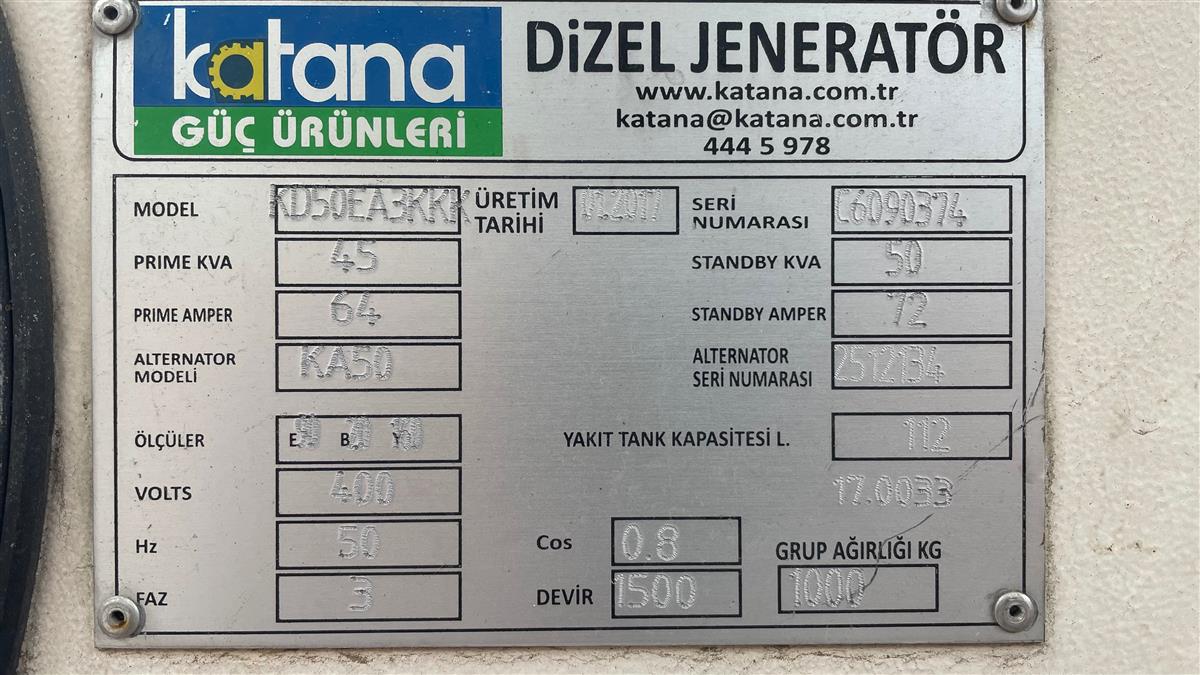 katana
GÜÇ ÜRÜNLERİ
DİZEL JENERATÖR
www.katana.com.tr
katana@katana.com.tr
444 5 978
MODEL KD50EA3KKK ÜRETİM TARİHİ 01.2017 SERİ NUMARASI C6090374
PRIME KVA 45 STANDBY KVA 50
PRIME AMPER 64 STANDBY AMPER 72
ALTERNATOR MODELİ KA50 ALTERNATOR SERİ NUMARASI 2512134
ÖLÇÜLER E B Y YAKIT TANK KAPASİTESİ L. 112
VOLTS 400 17.0033
Hz 50 Cos 0.8 GRUP AĞIRLIĞI KG
FAZ 3 DEVİR 1500 1000